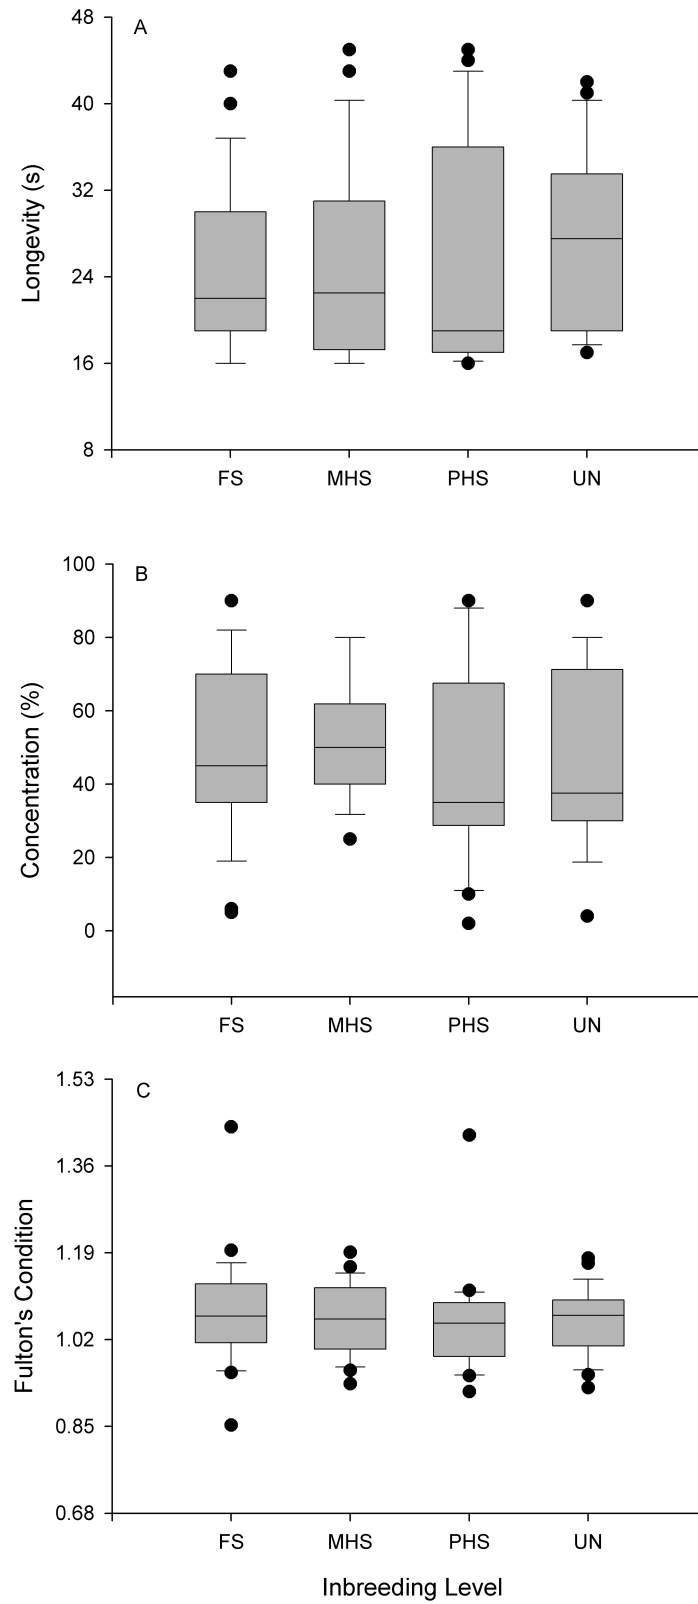 A
Longevity (s)
48
40
32
24
16
8
FS MHS PHS UN
B
Concentration (%)
100
80
60
40
20
0
FS MHS PHS UN
C
Fulton's Condition
1.53
1.36
1.19
1.02
0.85
0.68
FS MHS PHS UN
Inbreeding Level